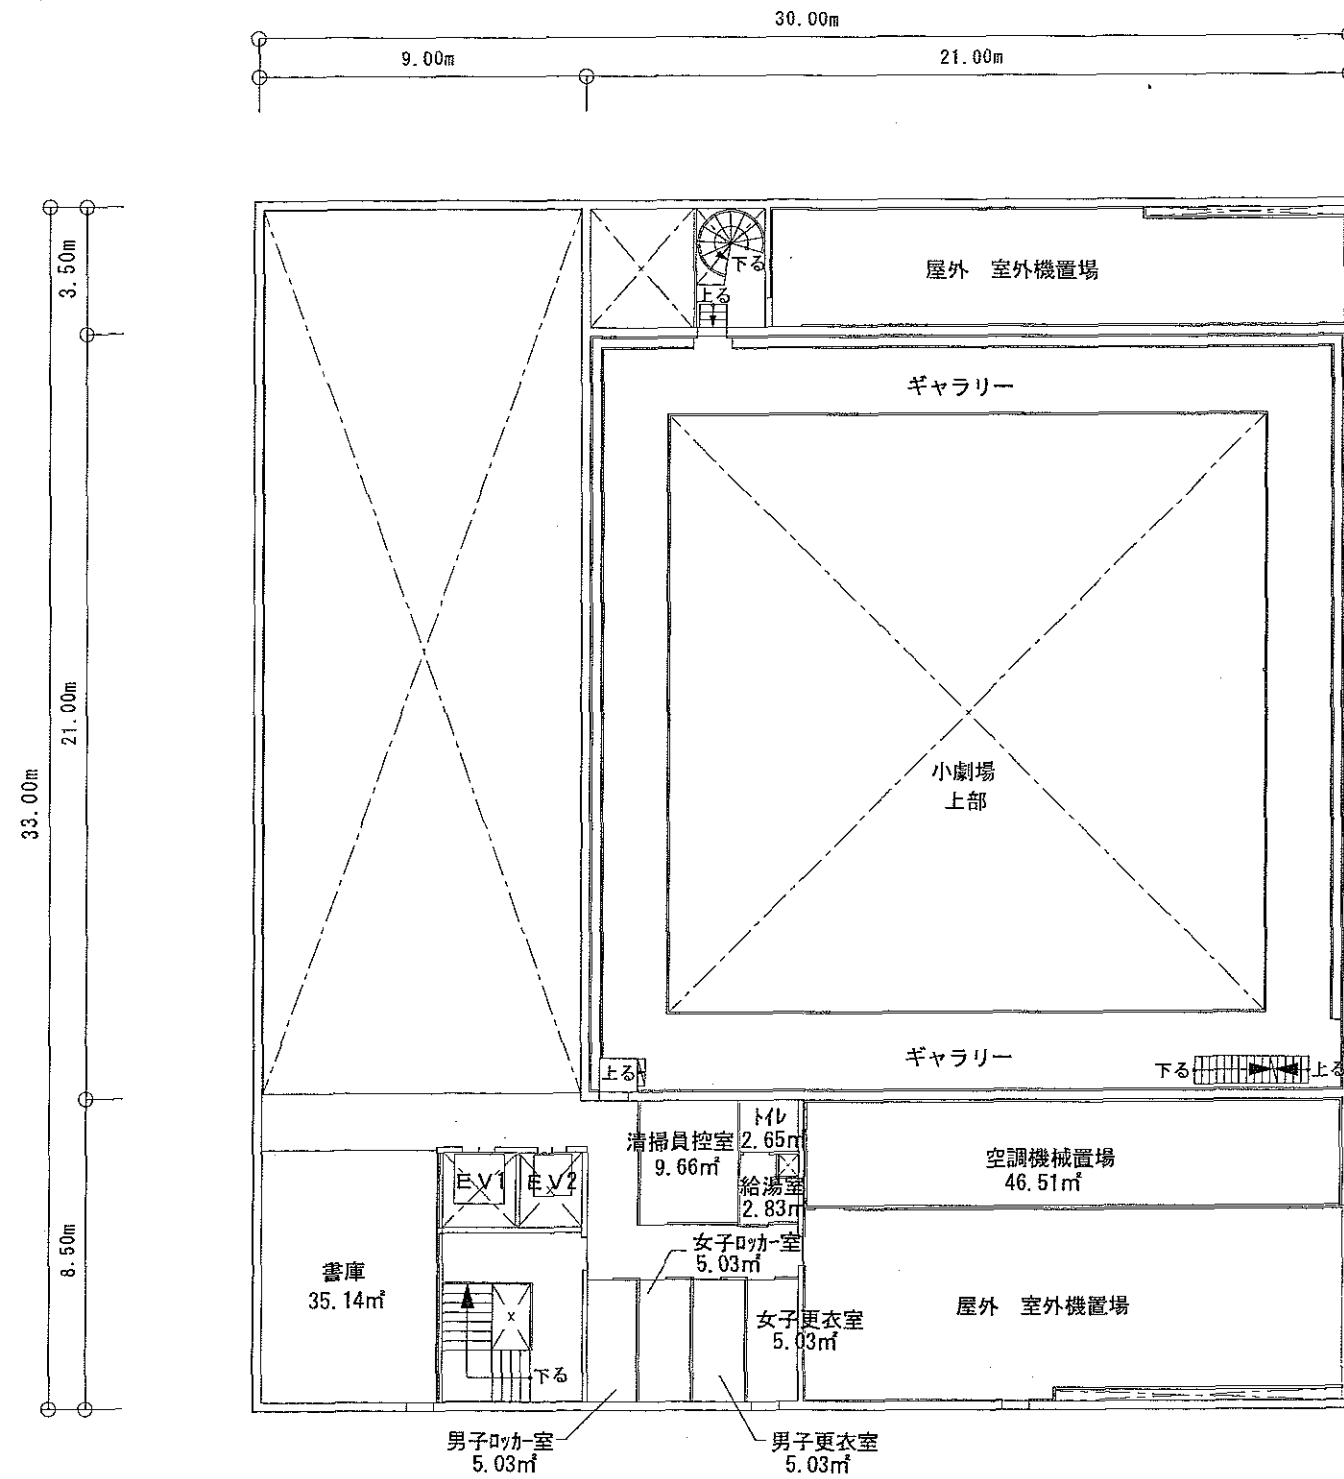 30.00m
9.00m
21.00m
3.50m
21.00m
33.00m
8.50m
下る
上る
屋外 室外機置場
ギャラリー
小劇場
上部
ギャラリー
上る
下る
上る
清掃員控室
9.66㎡
トイレ
2.65㎡
給湯室
2.83㎡
空調機械置場
46.51㎡
EV1
EV2
書庫
35.14㎡
女子ロッカー室
5.03㎡
女子更衣室
5.03㎡
屋外 室外機置場
下る
男子ロッカー室
5.03㎡
男子更衣室
5.03㎡